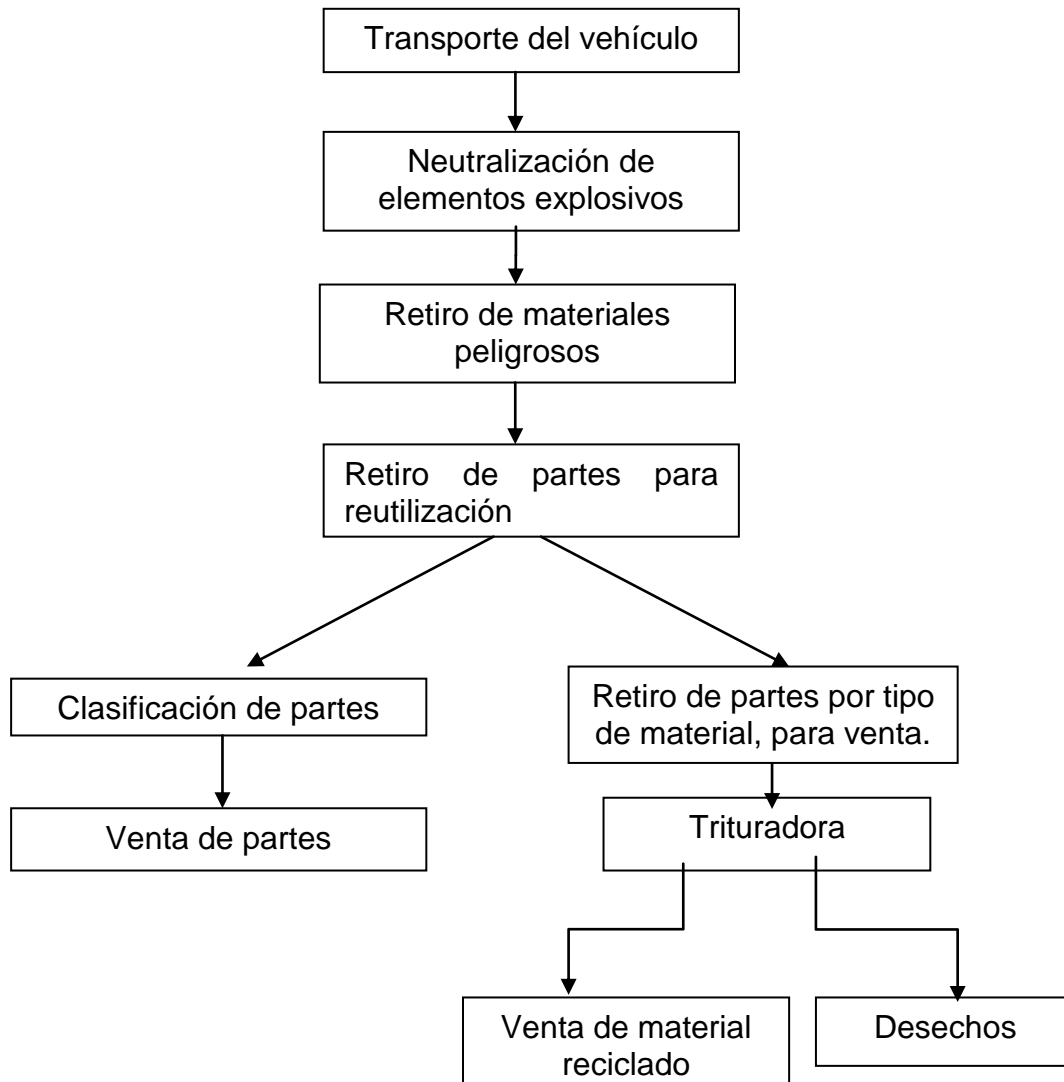 Transporte del vehículo
Neutralización de
elementos explosivos
Retiro de materiales
peligrosos
Retiro de partes para
reutilización
Clasificación de partes
Venta de partes
Retiro de partes por tipo
de material, para venta.
Trituradora
Venta de material
reciclado
Desechos